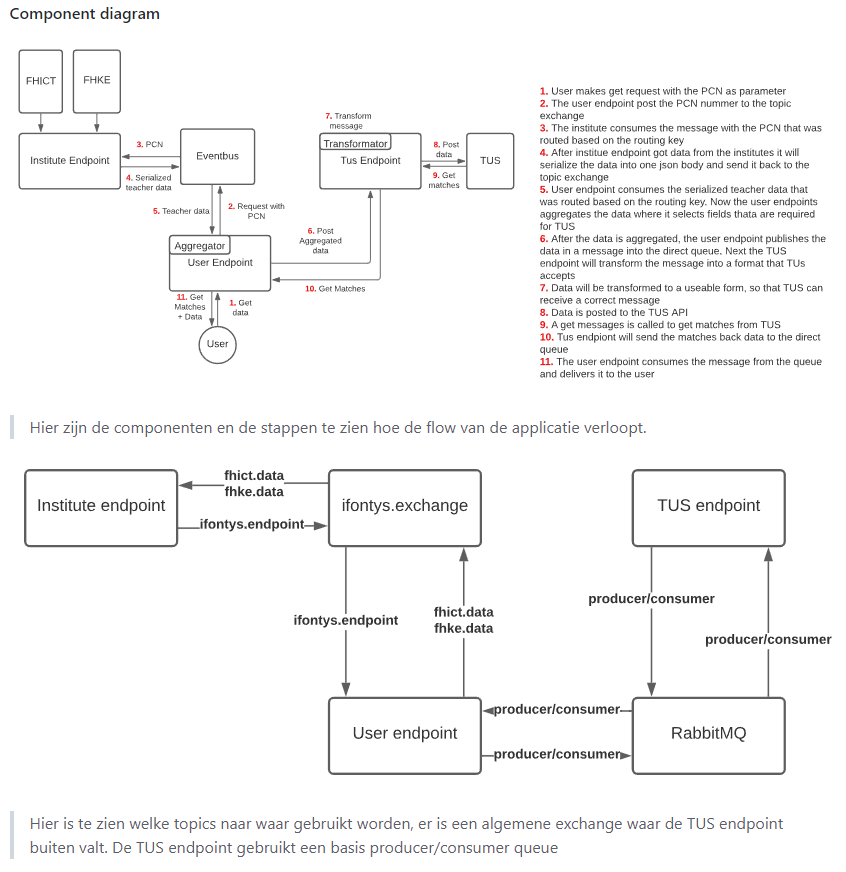 Component diagram
FHICT
FHKE
Institute Endpoint
3. PCN
4. Serialized
teacher data
Eventbus
5. Teacher data
2. Request with
PCN
Aggregator
User Endpoint
11. Get
Matches
+ Data
1. Get
data
User
7. Transform
message
Transformator
Tus Endpoint
8. Post
data
9. Get
matches
TUS
6. Post
Aggregated
data
10. Get Matches
1. User makes get request with the PCN as parameter
2. The user endpoint post the PCN nummer to the topic
exchange
3. The institute consumes the message with the PCN that was
routed based on the routing key
4. After institue endpoint got data from the institutes it will
serialize the data into one json body and send it back to the
topic exchange
5. User endpoint consumes the serialized teacher data that
was routed based on the routing key. Now the user endpoints
aggregates the data where it selects fields thata are required
for TUS
6. After the data is aggregated, the user endpoint publishes the
data in a message into the direct queue. Next the TUS
endpoint will transform the message into a format that TUs
accepts
7. Data will be transformed to a useable form, so that TUS can
receive a correct message
8. Data is posted to the TUS API
9. A get messages is called to get matches from TUS
10. Tus endpiont will send the matches back data to the direct
queue
11. The user endpoint consumes the message from the queue
and delivers it to the user
Hier zijn de componenten en de stappen te zien hoe de flow van de applicatie verloopt.
Institute endpoint
fhict.data
fhke.data
ifontys.endpoint
ifontys.exchange
TUS endpoint
ifontys.endpoint
fhict.data
fhke.data
producer/consumer
producer/consumer
User endpoint
producer/consumer
producer/consumer
RabbitMQ
Hier is te zien welke topics naar waar gebruikt worden, er is een algemene exchange waar de TUS endpoint
buiten valt. De TUS endpoint gebruikt een basis producer/consumer queue